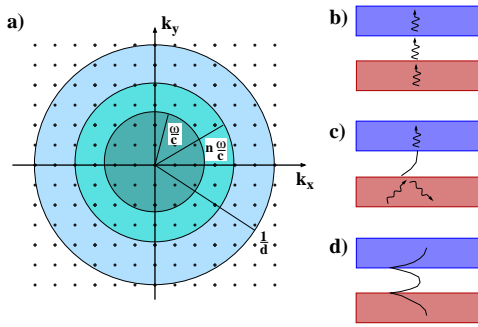 a)
k_y
ω/c
n ω/c
k_x
1/d
b)
c)
d)